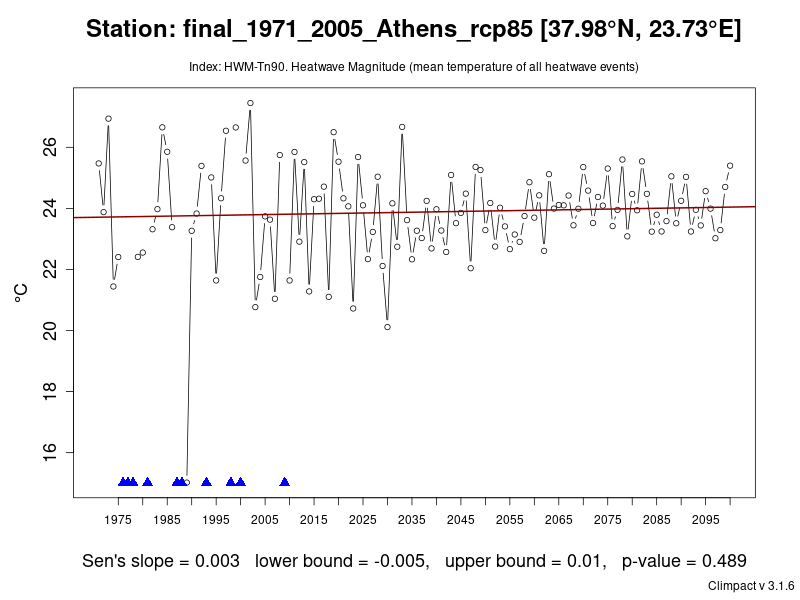 Station: final_1971_2005_Athens_rcp85 [37.98°N, 23.73°E]
Index: HWM-Tn90. Heatwave Magnitude (mean temperature of all heatwave events)
°C
26
24
22
20
18
16
1975 1985 1995 2005 2015 2025 2035 2045 2055 2065 2075 2085 2095
Sen's slope = 0.003 lower bound = -0.005, upper bound = 0.01, p-value = 0.489
Climpact v 3.1.6